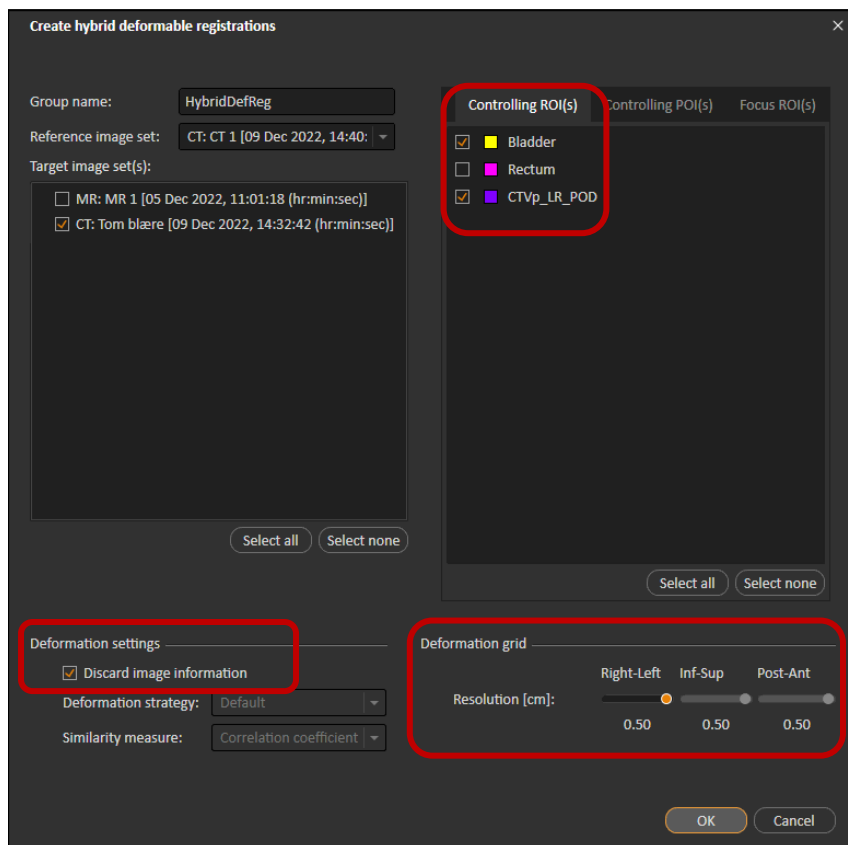 Create hybrid deformable registrations
Group name: HybridDefReg
Reference image set: CT: CT 1 [09 Dec 2022, 14:40:
Target image set(s):
MR: MR 1 [05 Dec 2022, 11:01:18 (hr:min:sec)]
CT: Tom blære [09 Dec 2022, 14:32:42 (hr:min:sec)]
Select all Select none
Controlling ROI(s) Controlling POI(s) Focus ROI(s)
Bladder
Rectum
CTVp_LR_POD
Select all Select none
Deformation settings
Discard image information
Deformation strategy: Default
Similarity measure: Correlation coefficient
Deformation grid
Right-Left Inf-Sup Post-Ant
Resolution [cm]:
0.50 0.50 0.50
OK Cancel